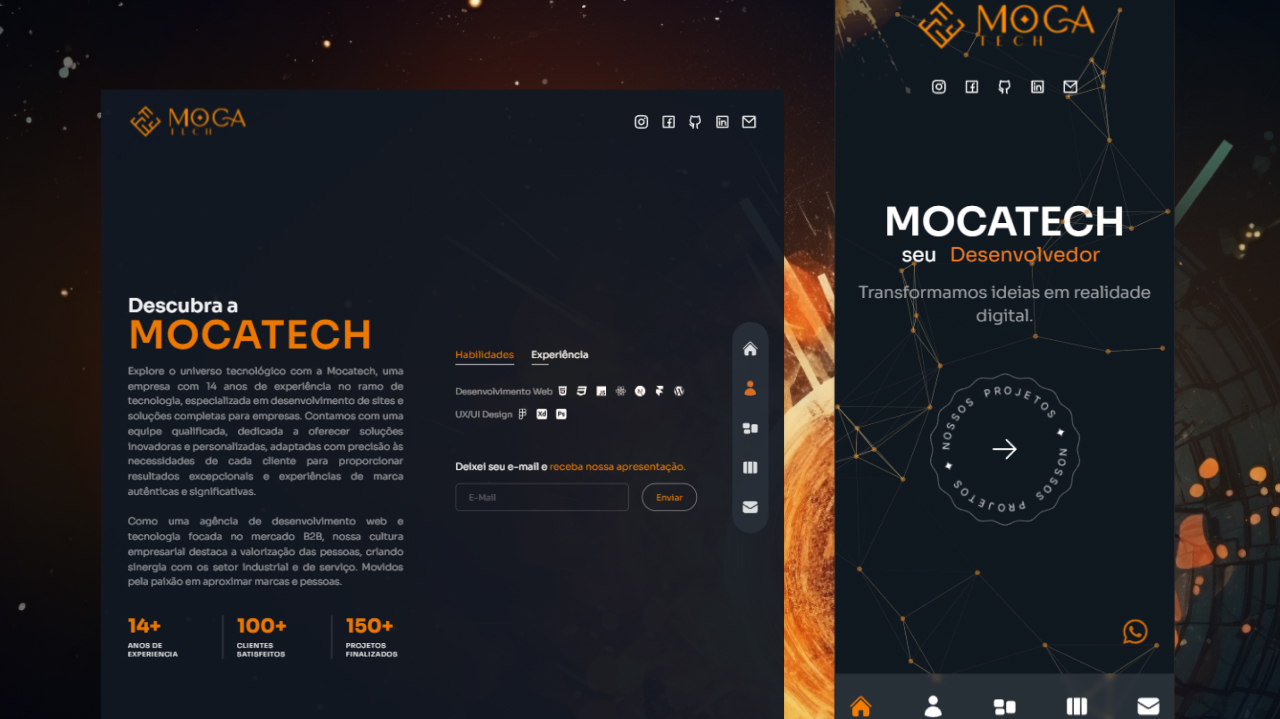 MOCA
TECH
Descubra a
MOCATECH
Explore o universo tecnológico com a Mocatech, uma
empresa com 14 anos de experiência no ramo de
tecnologia, especializada em desenvolvimento de sites e
soluções completas para empresas. Contamos com uma
equipe qualificada, dedicada a oferecer soluções
inovadoras e personalizadas, adaptadas com precisão às
necessidades de cada cliente para proporcionar
resultados excepcionais e experiências de marca
autênticas e significativas.
Como uma agência de desenvolvimento web e
tecnologia focada no mercado B2B, nossa cultura
empresarial destaca a valorização das pessoas, criando
sinergia com os setor industrial e de serviço. Movidos
pela paixão em aproximar marcas e pessoas.
14+
ANOS DE
EXPERIENCIA
100+
CLIENTES
SATISFEITOS
150+
PROJETOS
FINALIZADOS
Habilidades Experiência
Desenvolvimento Web
UX/UI Design
Xd Ps
Deixei seu e-mail e receba nossa apresentação.
E-Mail Enviar
MOCA
TECH
MOCATECH
seu Desenvolvedor
Transformamos ideias em realidade
digital.
NOSSOS PROJETOS ✦ NOSSOS PROJETOS ✦